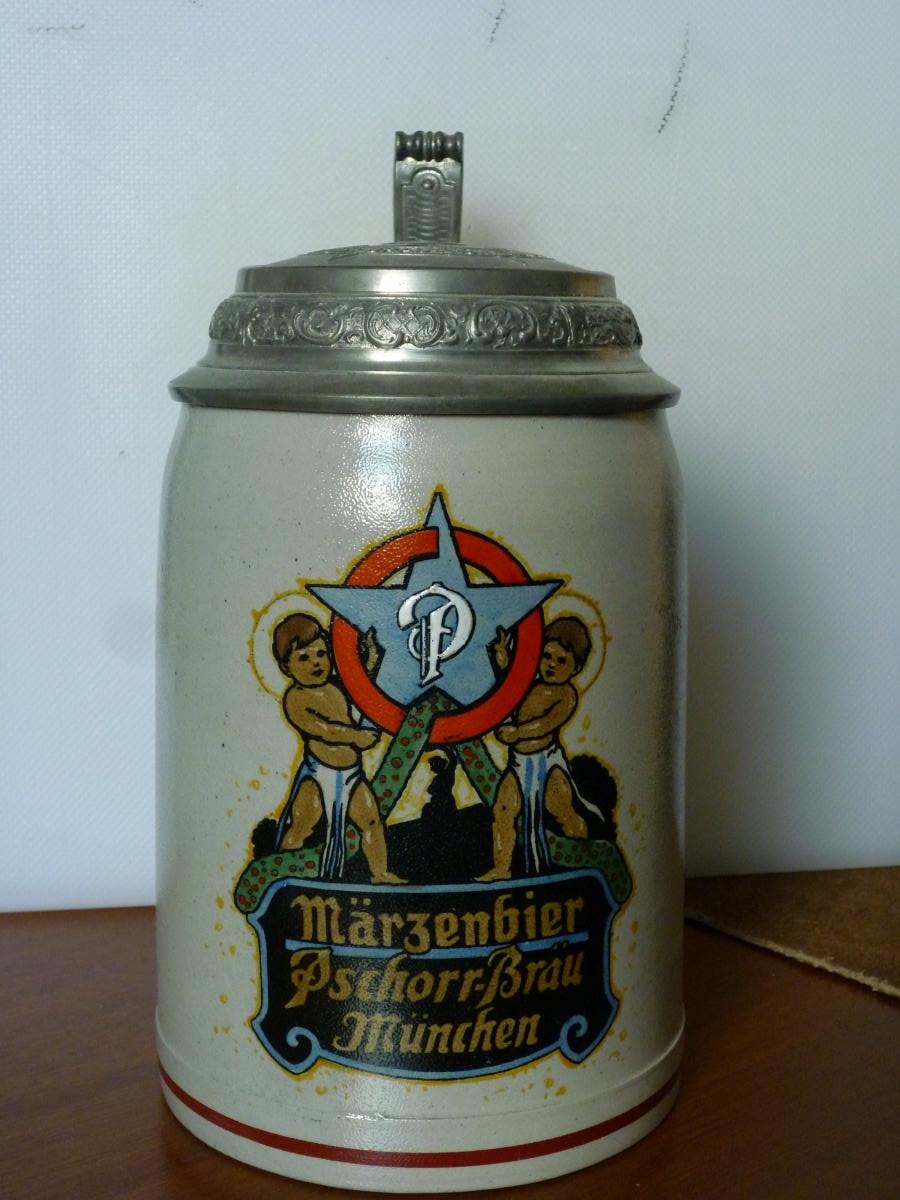 P
Märzenbier
Pschorr-Bräu
München